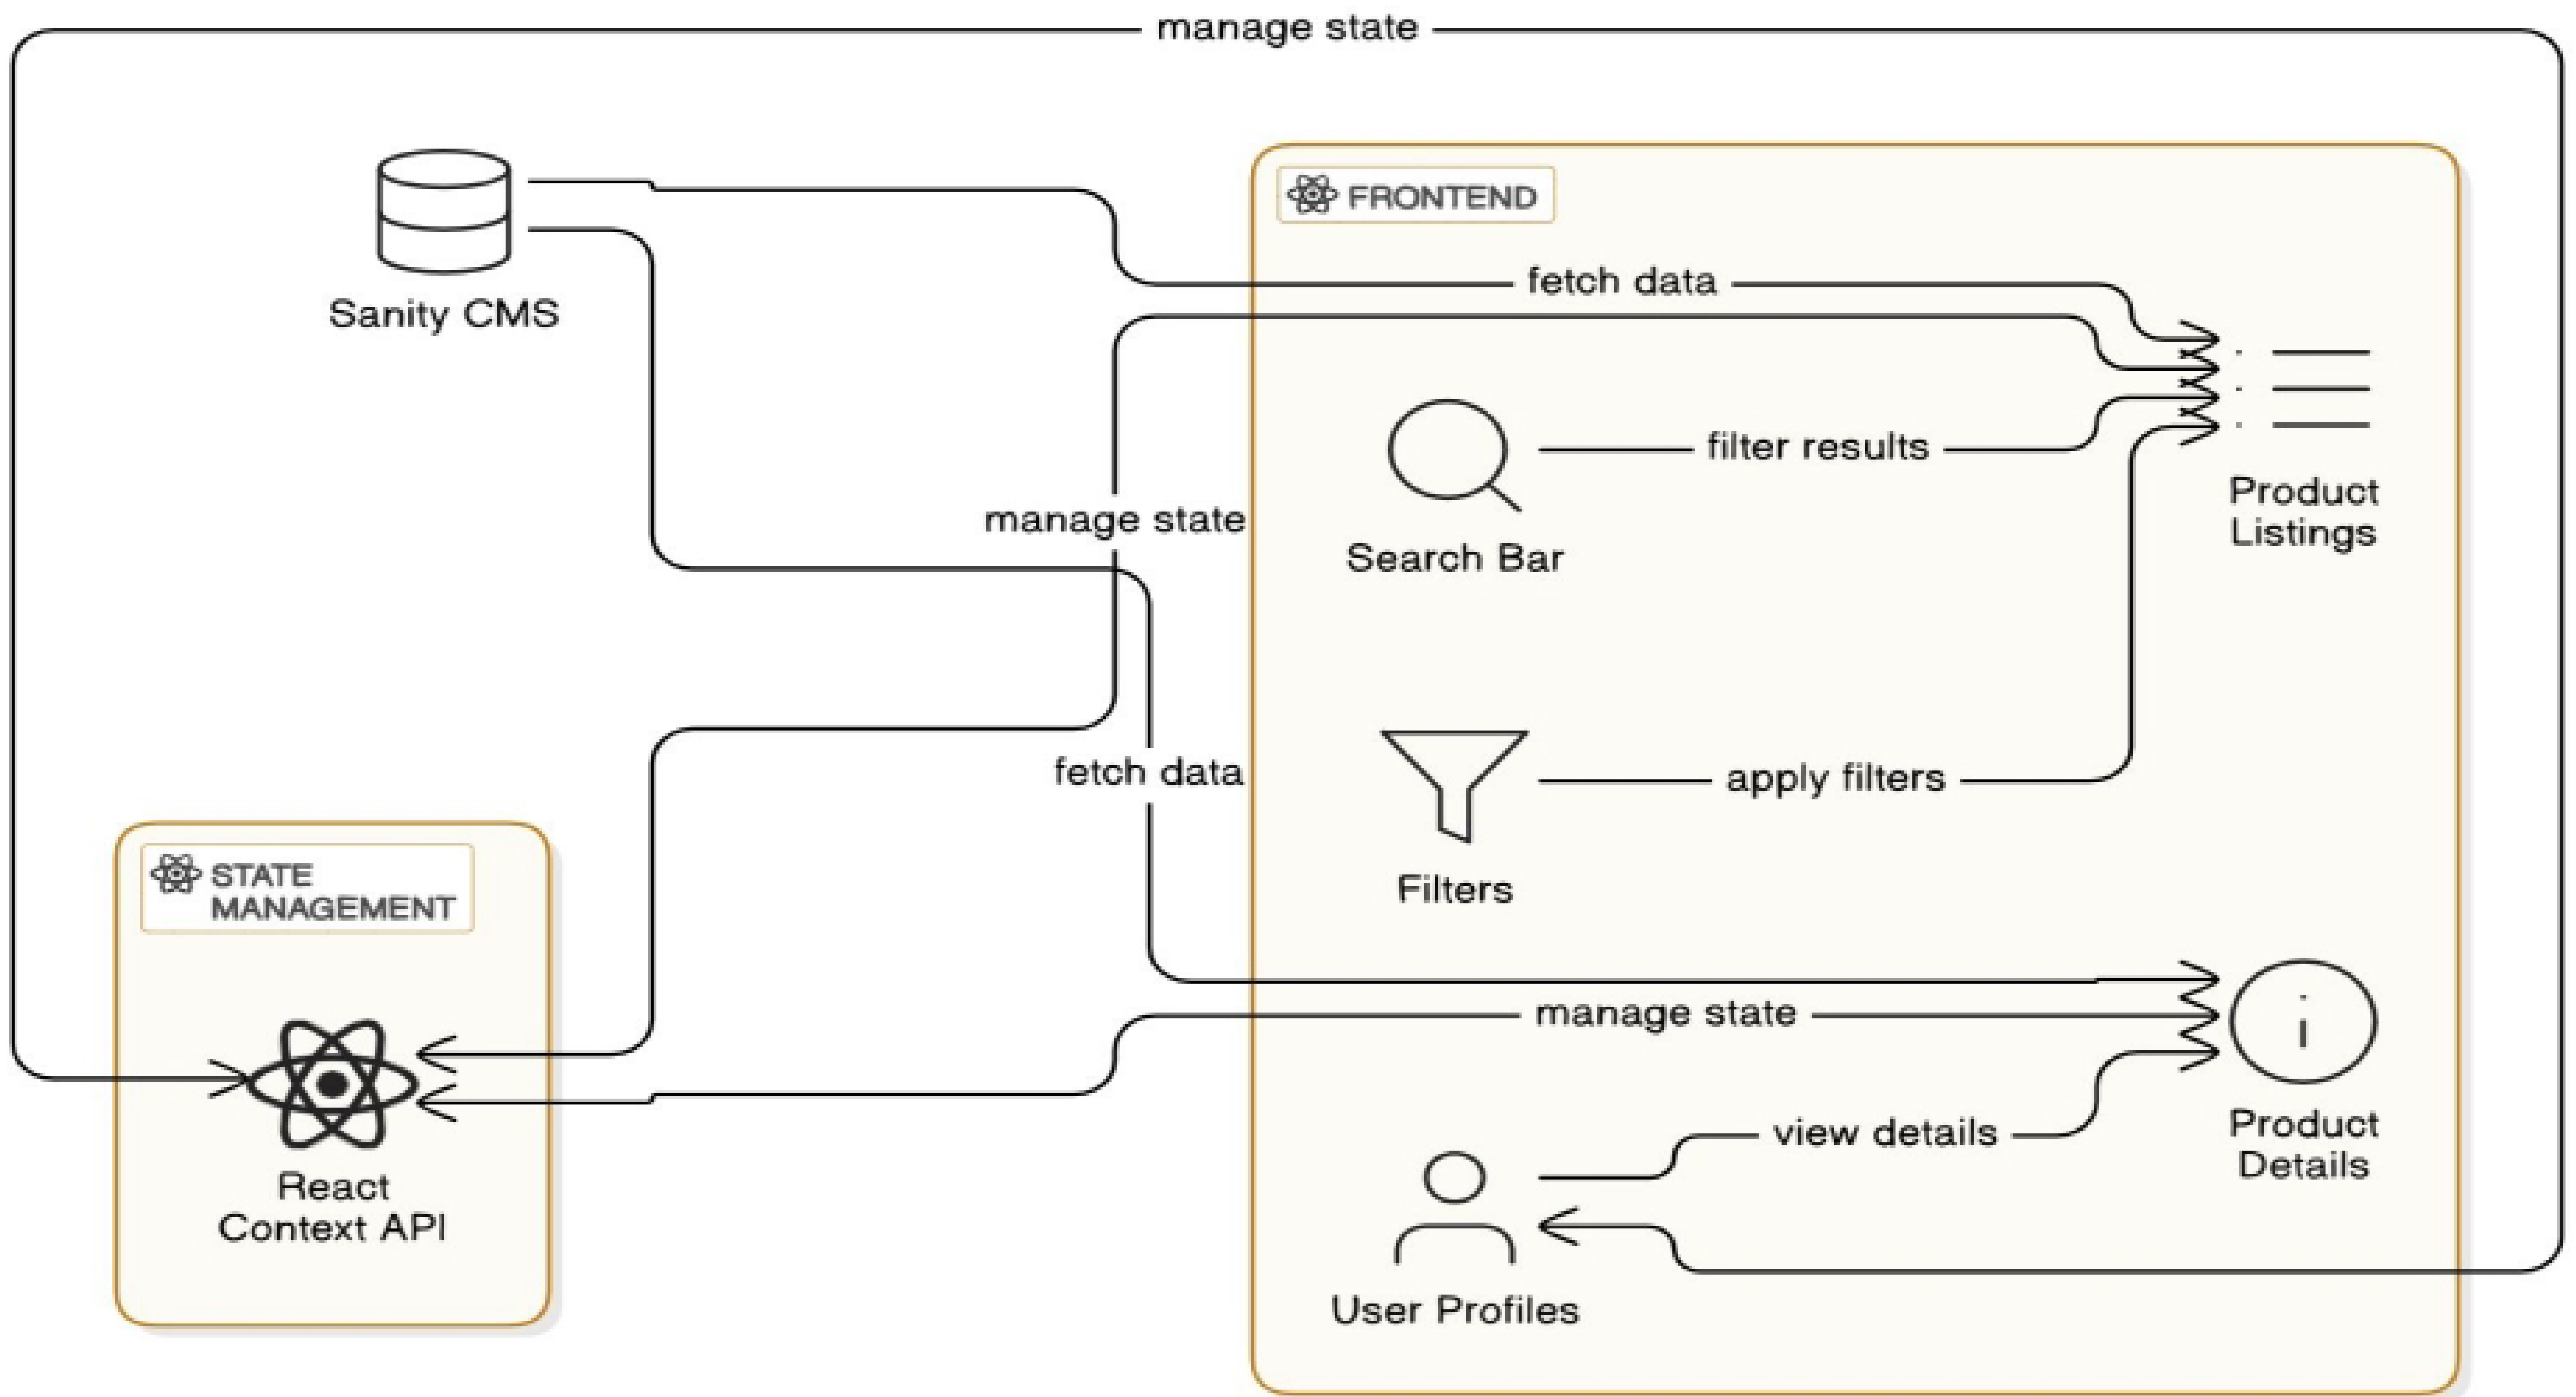 manage state
FRONTEND
fetch data
Sanity CMS
filter results
Product
Listings
manage state
Search Bar
fetch data
apply filters
STATE
MANAGEMENT
Filters
manage state
view details
Product
Details
React
Context API
User Profiles